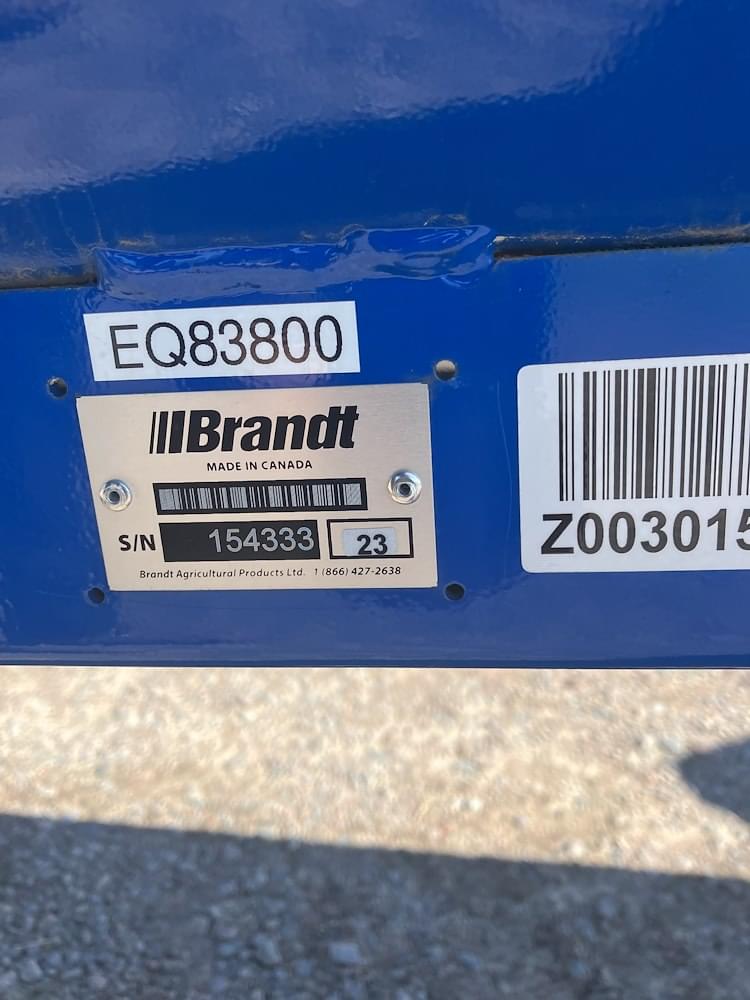 EQ83800
Brandt
MADE IN CANADA
S/N 154333 23
Brandt Agricultural Products Ltd. 1 (866) 427-2638
Z003015